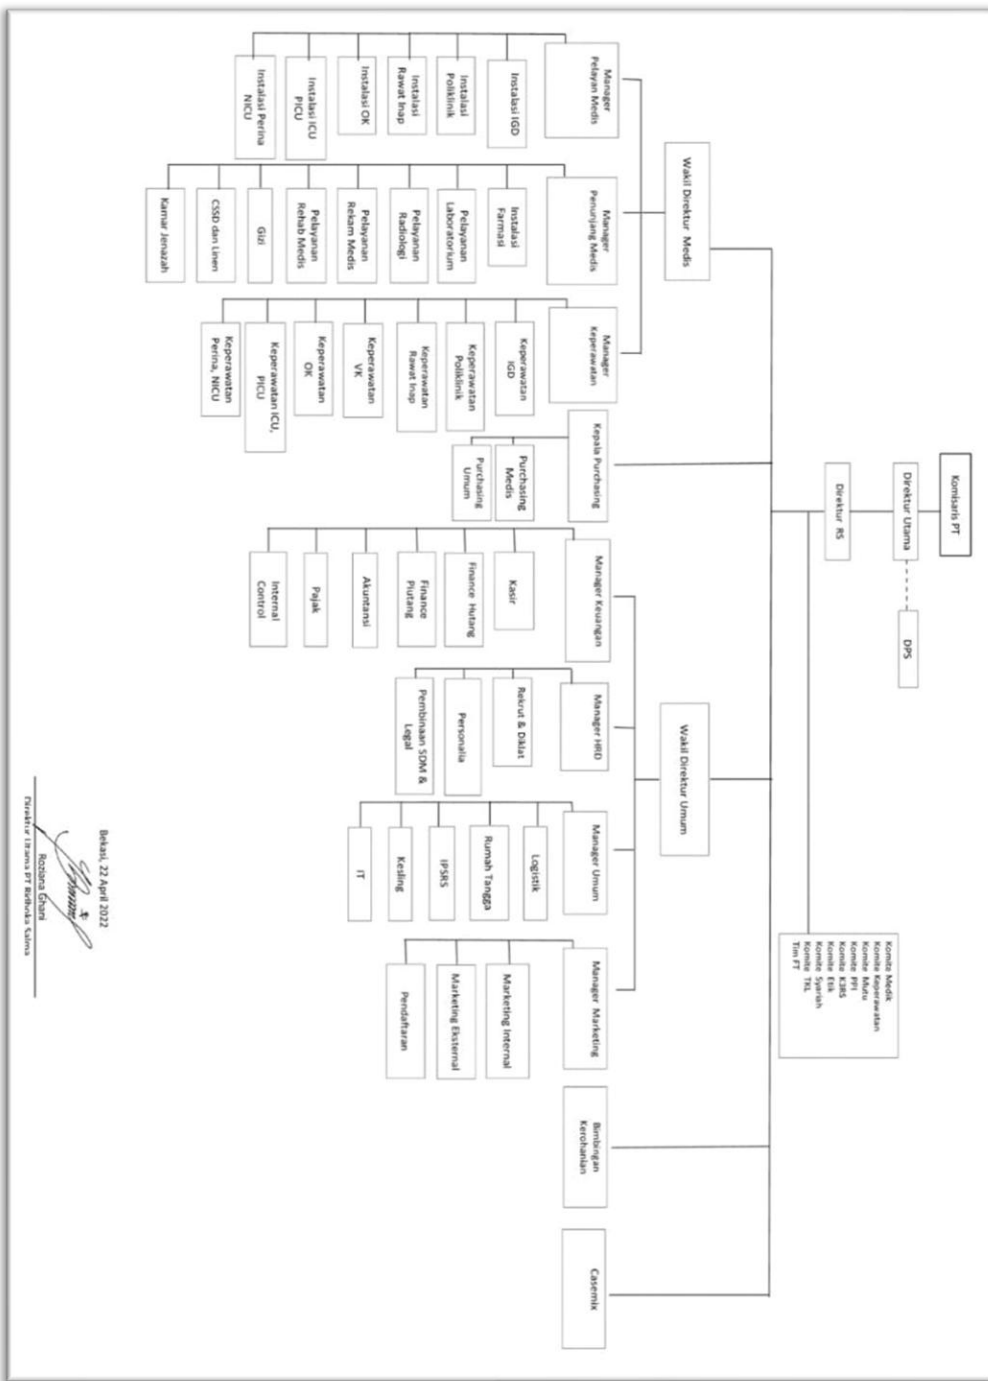 Komisaris PT
Direktur Utama
DPS
Direktur RS
Komite Medik
Komite Keperawatan
Komite Mutu
Komite PPI
Komite K3RS
Komite Etik
Komite Syariah
Komite TKL
Wakil Direktur Medis
Wakil Direktur Umum
Manager
Pelayan Medis
Instalasi IGD
Instalasi
Poliklinik
Instalasi
Rawat Inap
Instalasi OK
Instalasi ICU
PICU
Instalasi Perina
NICU
Manager
Penunjang Medis
Instalasi
Farmasi
Pelayanan
Laboratorium
Pelayanan
Radiologi
Pelayanan
Rekam Medis
Pelayanan
Rehab Medis
Gizi
CSSD dan Linen
Kamar Jenazah
Manager
Keperawatan
Keperawatan
IGD
Keperawatan
Poliklinik
Keperawatan
Rawat Inap
Keperawatan
VK
Keperawatan
OK
Keperawatan ICU,
PICU
Keperawatan
Perina, NICU
Kepala Purchasing
Purchasing
Medis
Purchasing
Umum
Manager Keuangan
Kasir
Finance Hutang
Finance
Piutang
Akuntansi
Pajak
Internal
Control
Manager HRD
Rekrut & Diklat
Personalia
Pembinaan SDM &
Legal
Manager Umum
Logistik
Rumah Tangga
IPSRS
Kesling
IT
Manager Marketing
Marketing Internal
Marketing Eksternal
Pendaftaran
Bimbingan
Kerohanian
Casemix
Bekasi, 22 April 2022
Roziana Ghani
Direktur Utama PT Ridhoka Salma